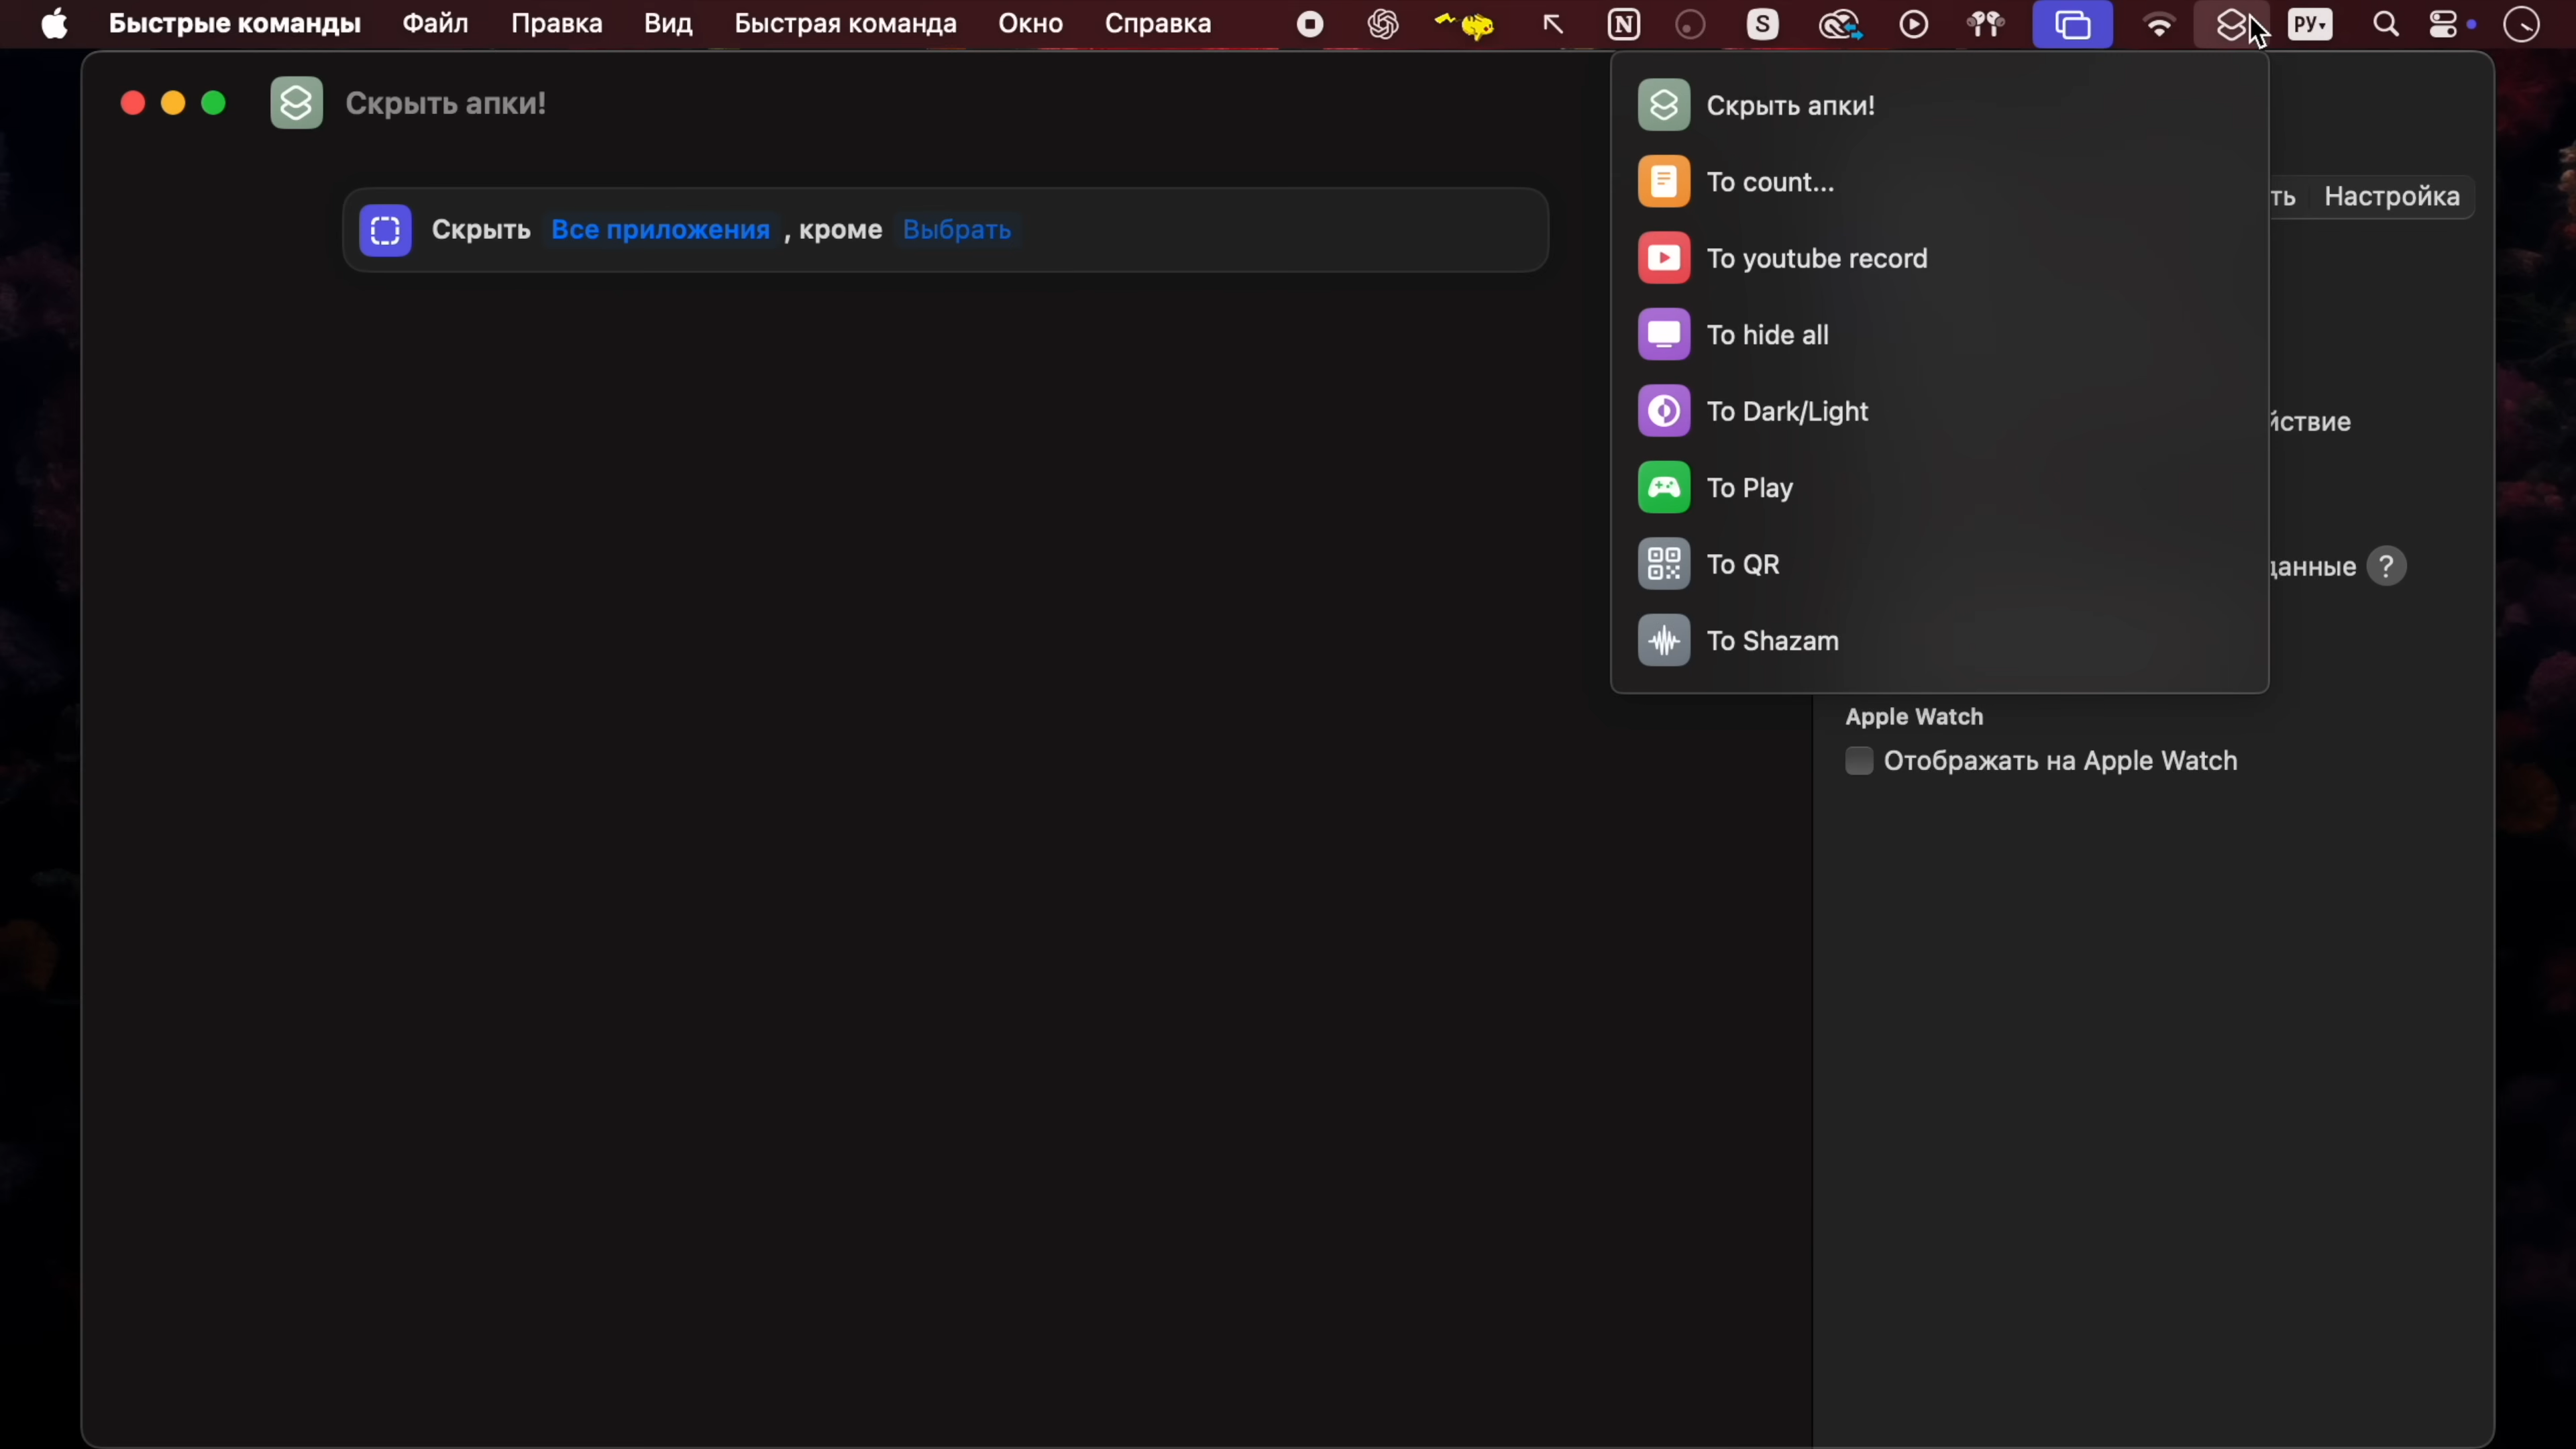 Быстрые команды Файл Правка Вид Быстрая команда Окно Справка N S РУ
Скрыть апки!
Скрыть Все приложения , кроме Выбрать
Скрыть апки!
To count...
To youtube record
To hide all
To Dark/Light
To Play
To QR
To Shazam
ть Настройка
йствие
данные ?
Apple Watch
Отображать на Apple Watch